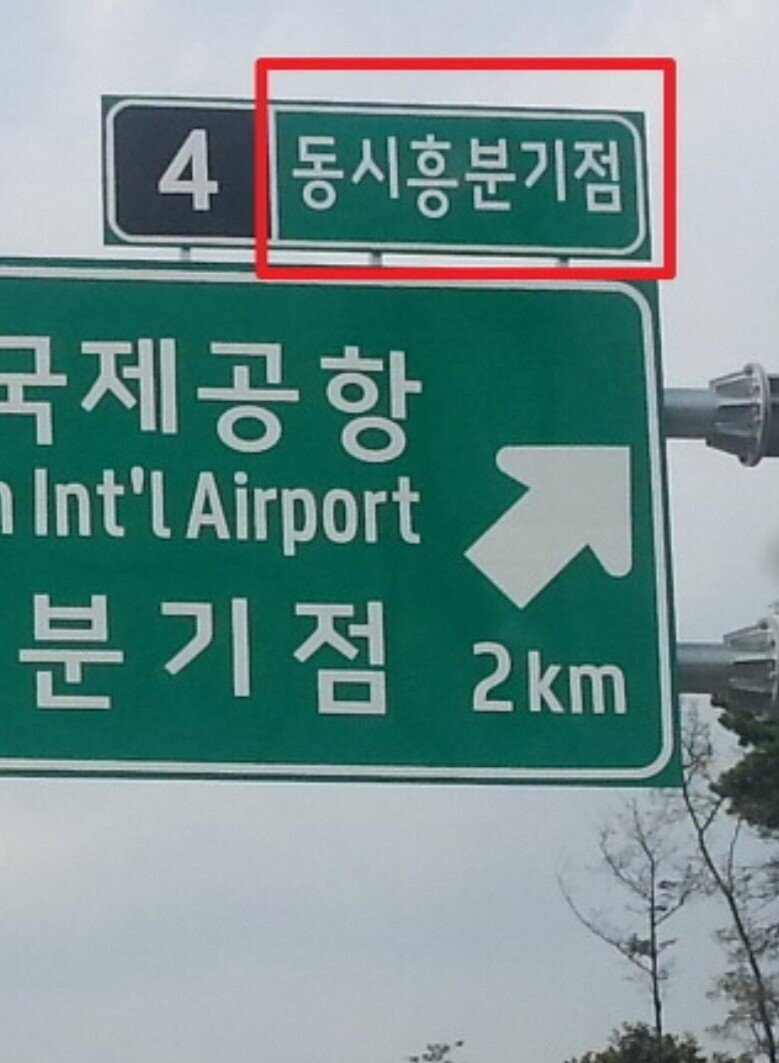 4 동시흥분기점
국제공항
Int'l Airport
분기점 2km